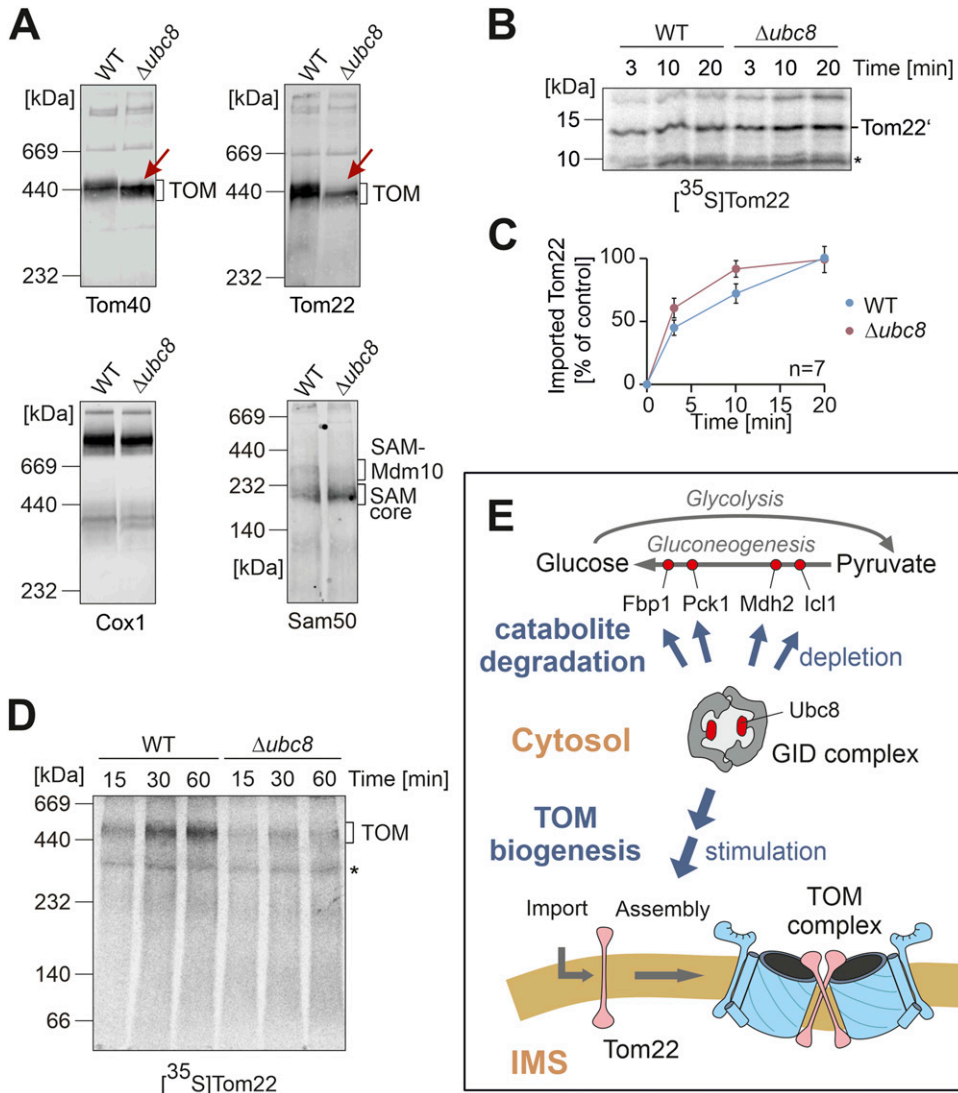 A
WT Δubc8
[kDa]
669
440
232
TOM
Tom40
WT Δubc8
[kDa]
669
440
232
TOM
Tom22
WT Δubc8
[kDa]
669
440
232
Cox1
WT Δubc8
669
440
232
140
[kDa]
SAM-
Mdm10
SAM
core
Sam50
B
WT Δubc8
3 10 20 3 10 20 Time [min]
[kDa]
15
10
Tom22‘
*
[35S]Tom22
C
Imported Tom22
[% of control]
100
50
0
0 5 10 15 20
Time [min]
n=7
WT
Δubc8
D
WT Δubc8
[kDa] 15 30 60 15 30 60 Time [min]
669
440
232
140
66
TOM
*
[35S]Tom22
E
Glycolysis
Glucose Gluconeogenesis Pyruvate
Fbp1 Pck1 Mdh2 Icl1
catabolite
degradation
depletion
Ubc8
Cytosol
GID complex
TOM
biogenesis
stimulation
Import Assembly
TOM
complex
Tom22
IMS